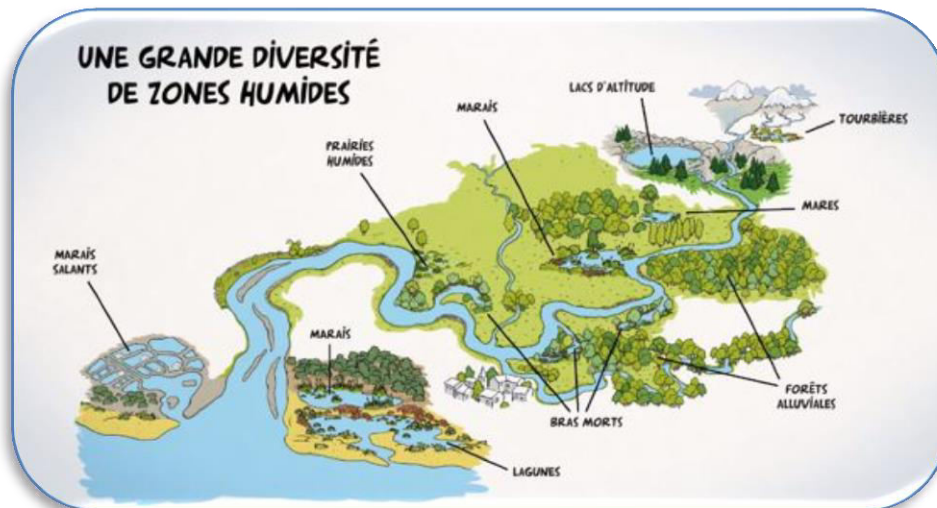 UNE GRANDE DIVERSITÉ
DE ZONES HUMIDES
LACS D'ALTITUDE
MARAIS
TOURBIÈRES
PRAIRIES
HUMIDES
MARES
MARAIS
SALANTS
MARAIS
FORÊTS
ALLUVIALES
BRAS MORTS
LAGUNES